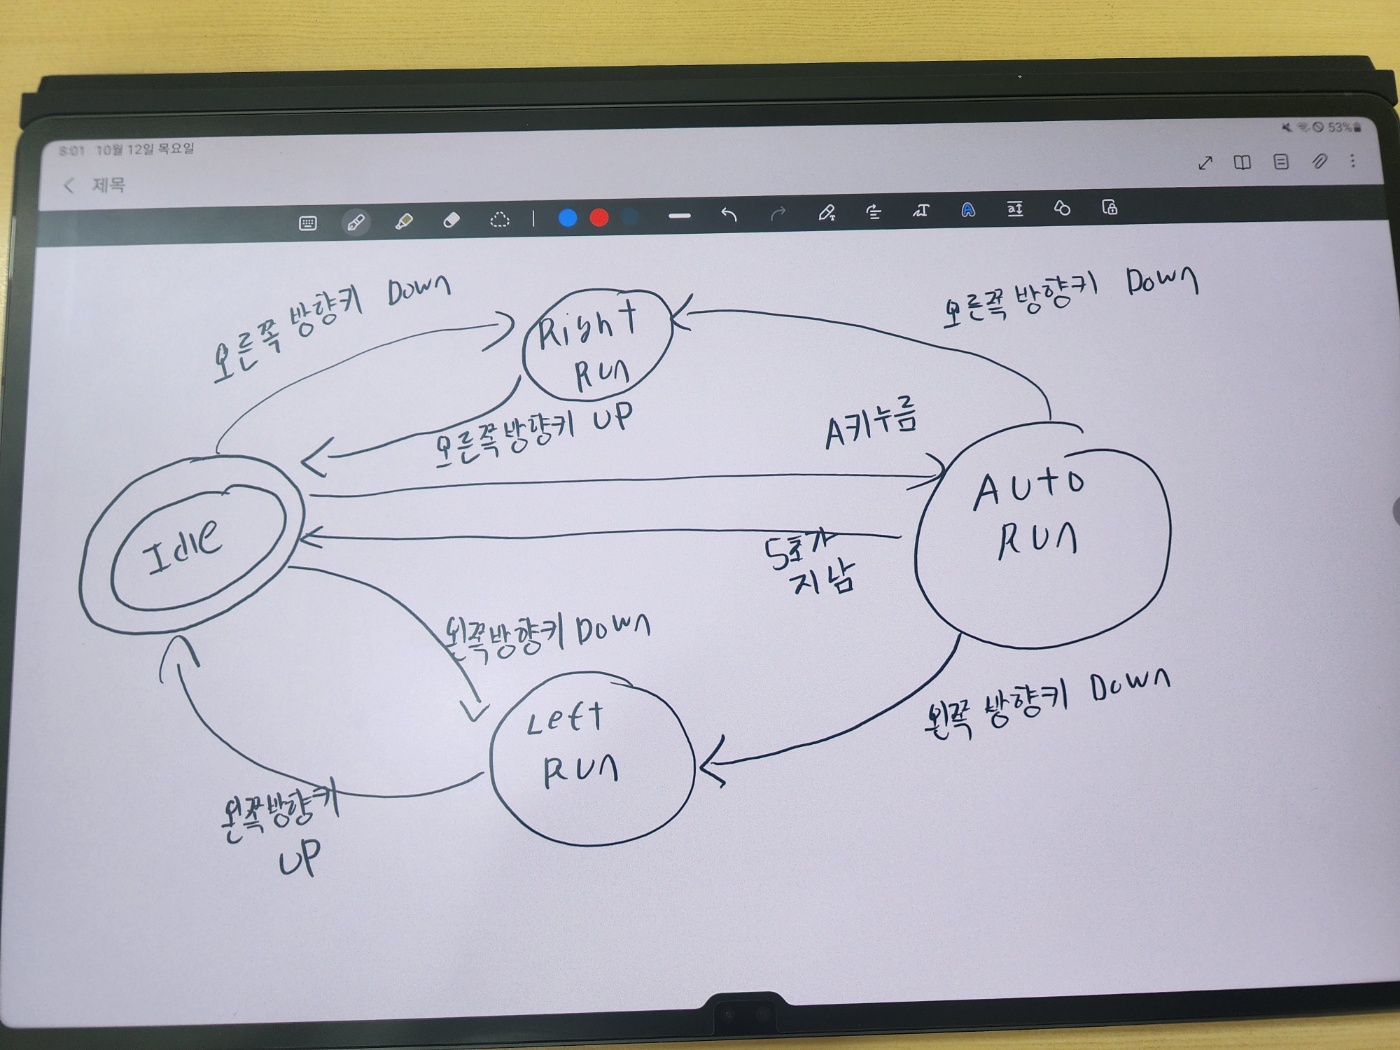 8:01 10월 12일 목요일
53%
제목
오른쪽 방향키 Down
Right
Run
오른쪽 방향키 Down
오른쪽방향키 UP
A키누름
Idle
Auto
Run
5초가
지남
왼쪽방향키 Down
Left
Run
왼쪽 방향키 Down
왼쪽방향키
UP